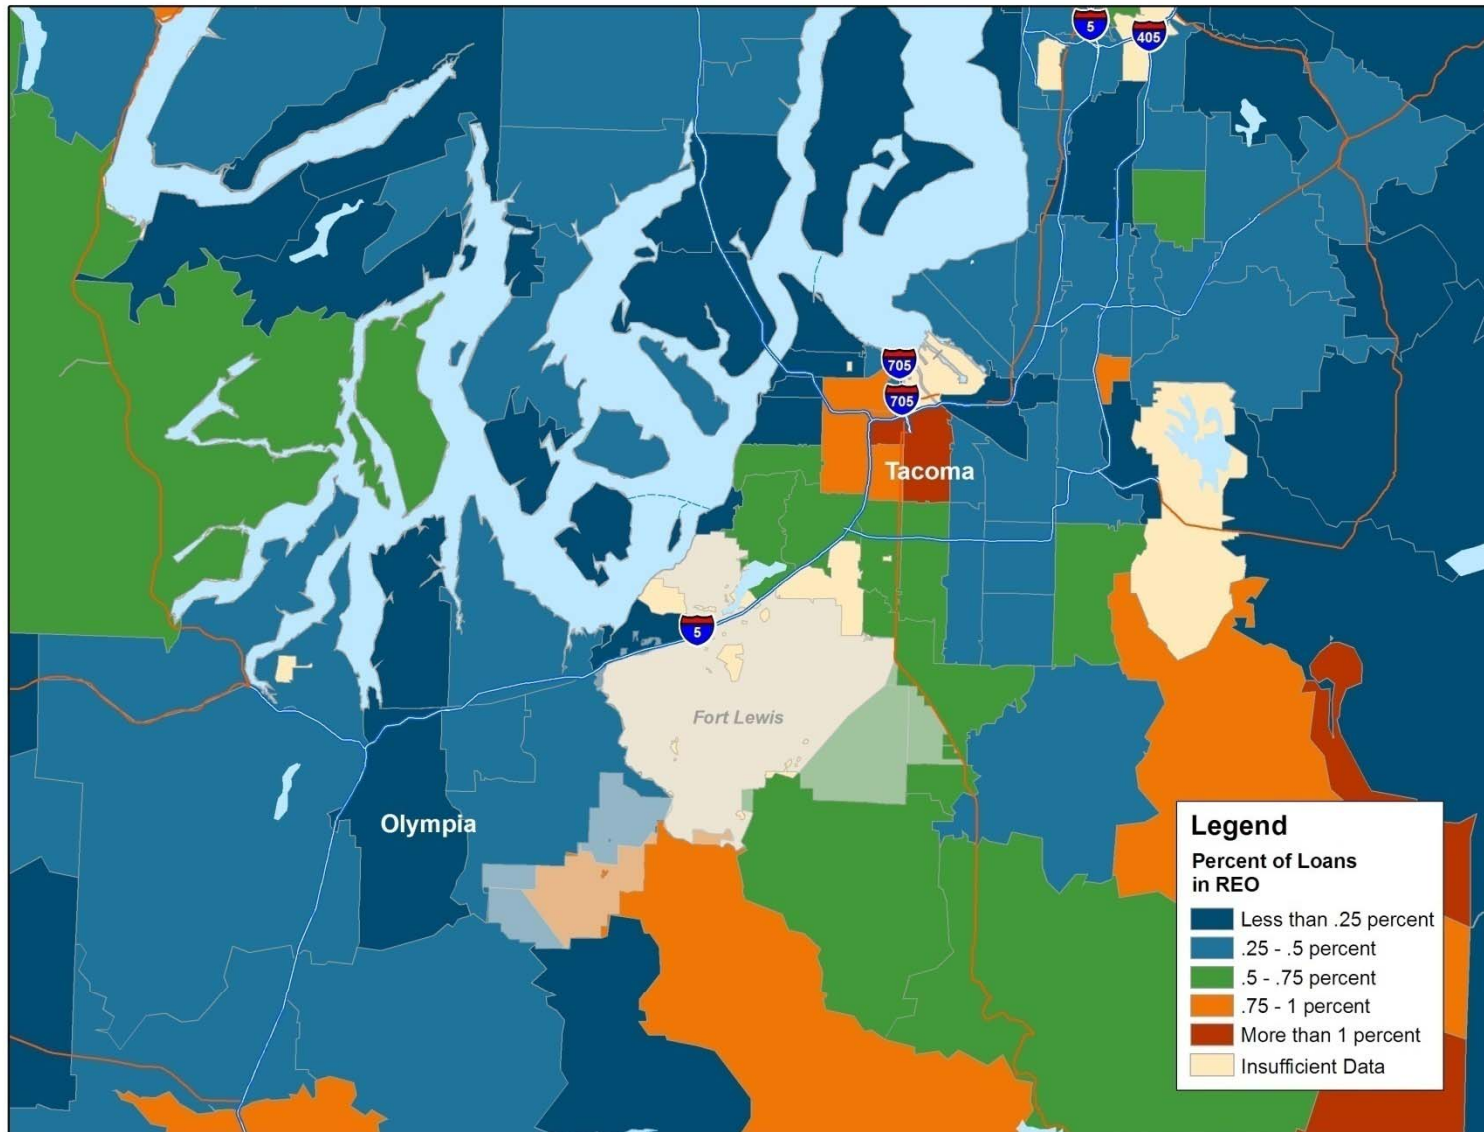 5
405
705
705
Tacoma
5
Fort Lewis
Olympia
Legend
Percent of Loans
in REO
Less than .25 percent
.25 - .5 percent
.5 - .75 percent
.75 - 1 percent
More than 1 percent
Insufficient Data